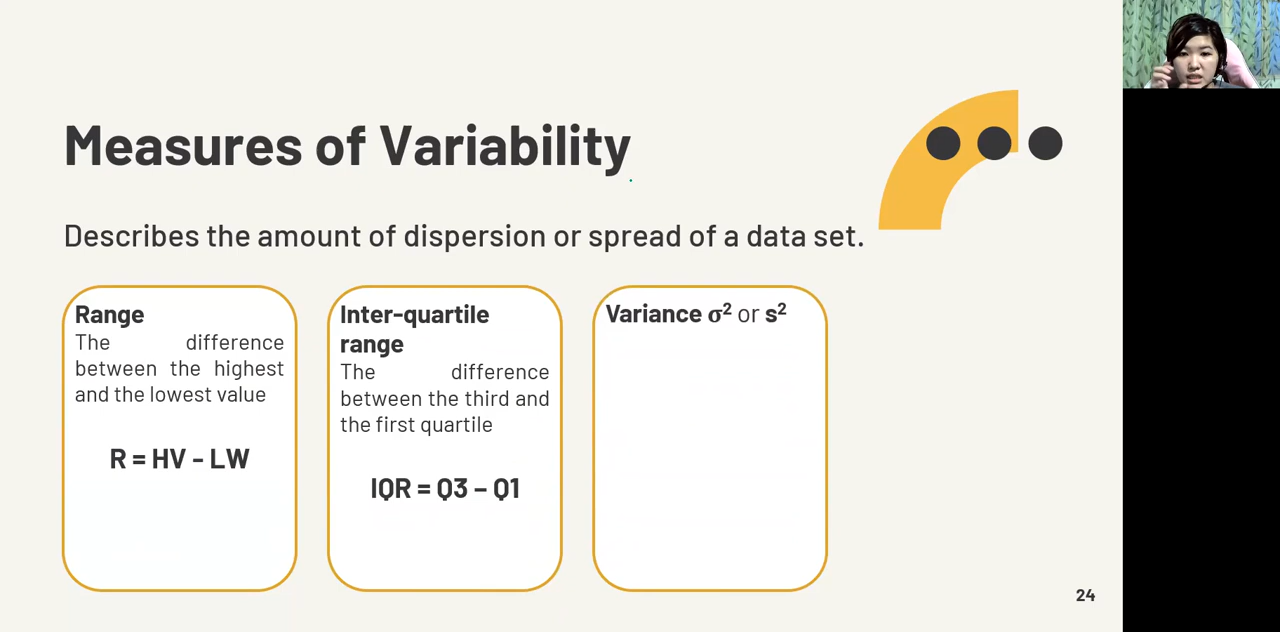 Measures of Variability
Describes the amount of dispersion or spread of a data set.
Range
The difference
between the highest
and the lowest value
R = HV - LW
Inter-quartile
range
The difference
between the third and
the first quartile
IQR = Q3 – Q1
Variance σ² or s²
24